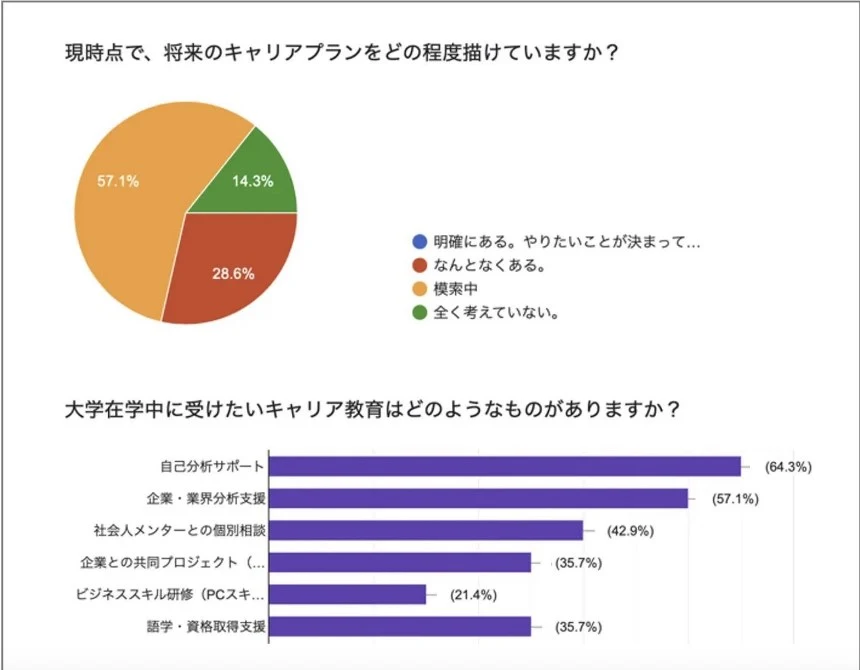 現時点で、将来のキャリアプランをどの程度描けていますか？
57.1%
14.3%
28.6%
明確にある。やりたいことが決まって...
なんとなくある。
模索中
全く考えていない。
大学在学中に受けたいキャリア教育はどのようなものがありますか？
自己分析サポート (64.3%)
企業・業界分析支援 (57.1%)
社会人メンターとの個別相談 (42.9%)
企業との共同プロジェクト（... (35.7%)
ビジネススキル研修（PCスキ... (21.4%)
語学・資格取得支援 (35.7%)